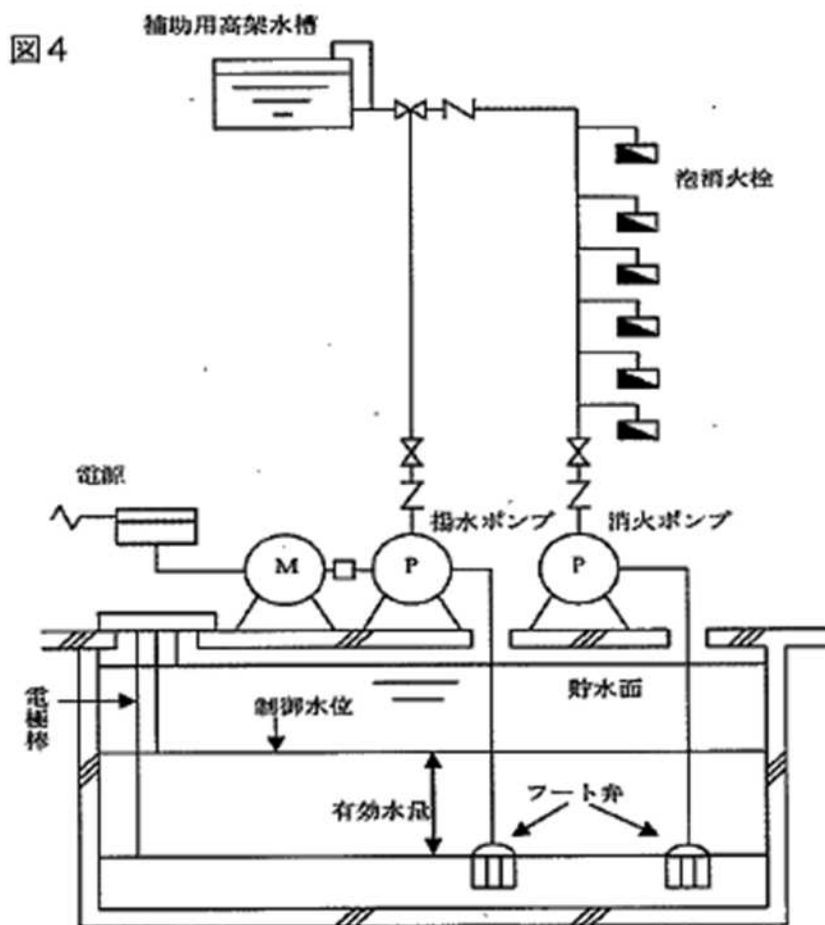 図4
補助用高架水槽
泡消火栓
電源
揚水ポンプ
消火ポンプ
M
P
P
電極棒
制御水位
貯水面
有効水量
フート弁